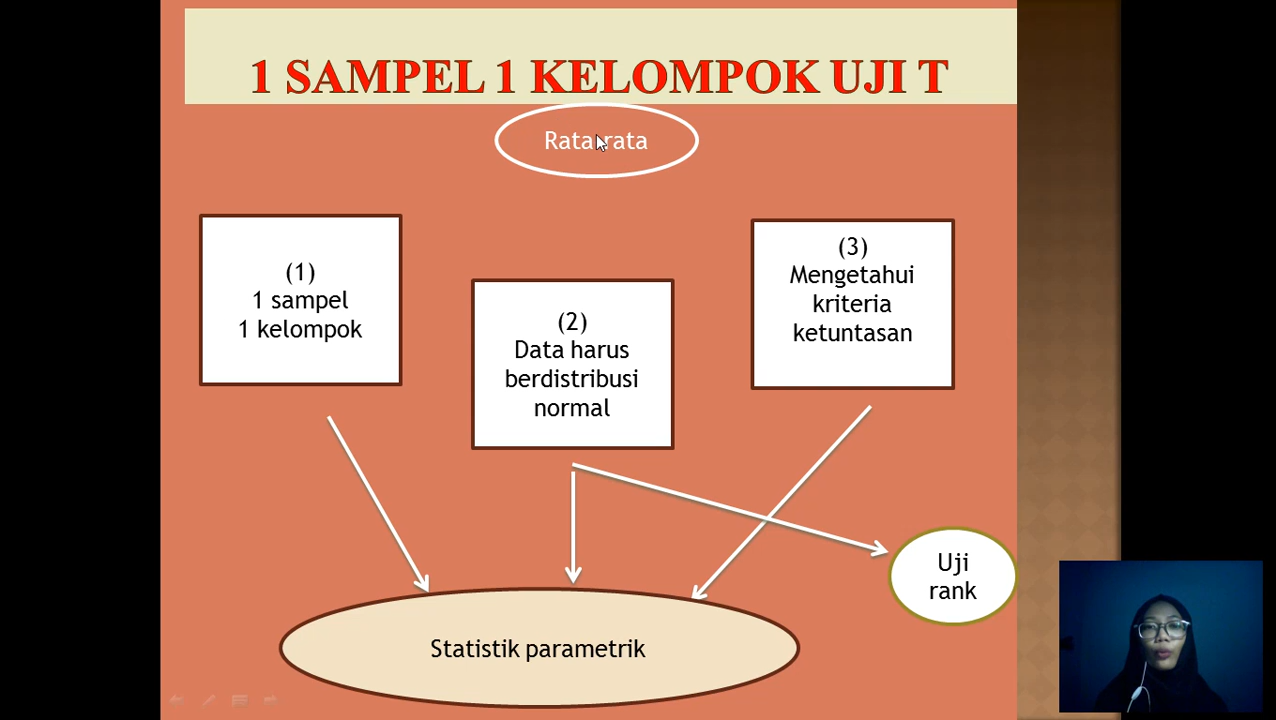 1 SAMPEL 1 KELOMPOK UJI T
Rata-rata
(1)
1 sampel
1 kelompok
(2)
Data harus
berdistribusi
normal
(3)
Mengetahui
kriteria
ketuntasan
Uji
rank
Statistik parametrik